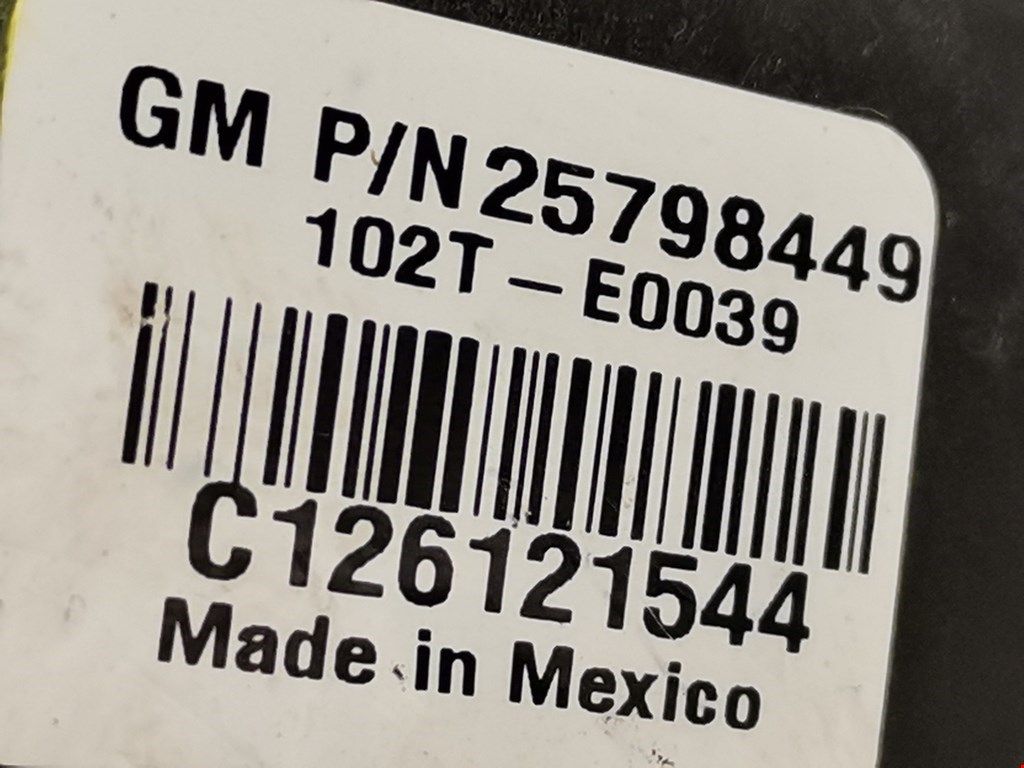 GM P/N 25798449
102T - E0039
C126121544
Made in Mexico